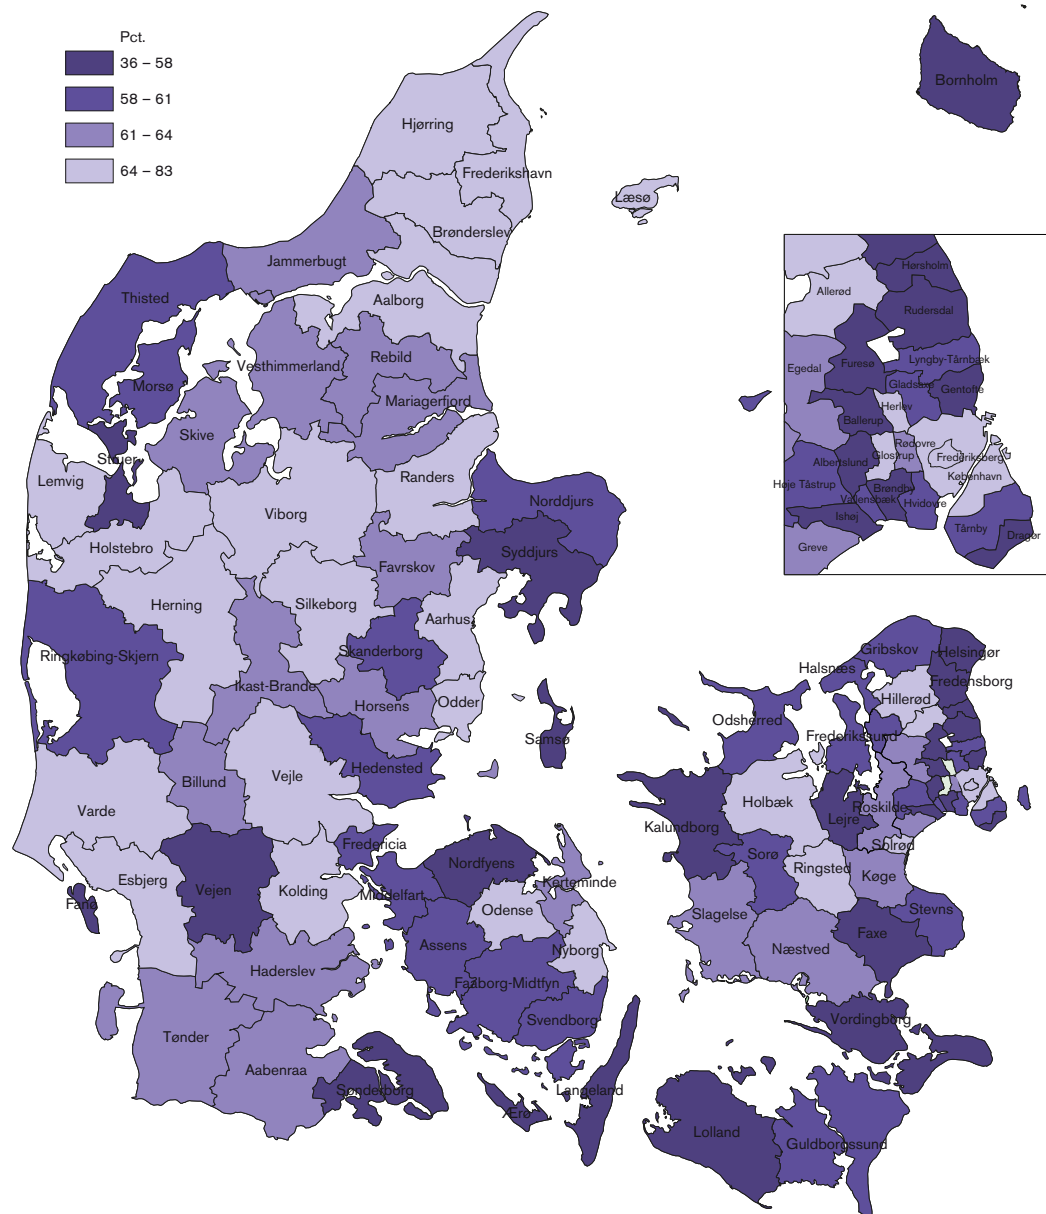 Pct.
36 – 58
58 – 61
61 – 64
64 – 83
Bornholm
Hjørring
Frederikshavn
Læsø
Brønderslev
Jammerbugt
Thisted
Aalborg
Rebild
Vesthimmerland
Morsø
Mariagerfjord
Skive
Struer
Lemvig
Randers
Viborg
Norddjurs
Holstebro
Syddjurs
Favrskov
Herning
Silkeborg
Aarhus
Ringkøbing-Skjern
Skanderborg
Ikast-Brande
Horsens
Odder
Samsø
Hedensted
Vejle
Billund
Varde
Fredericia
Esbjerg
Vejen
Kolding
Fanø
Middelfart
Nordfyens
Kerteminde
Odense
Assens
Nyborg
Haderslev
Faaborg-Midtfyn
Svendborg
Tønder
Aabenraa
Sønderborg
Langeland
Ærø
Hørsholm
Allerød
Rudersdal
Egedal
Furesø
Lyngby-Tårnbæk
Gladsaxe
Gentofte
Herlev
Ballerup
Rødovre
Glostrup
Frederiksberg
Albertslund
København
Høje Tåstrup
Brøndby
Vallensbæk
Hvidovre
Ishøj
Tårnby
Dragør
Greve
Gribskov
Helsingør
Halsnæs
Fredensborg
Hillerød
Odsherred
Frederikssund
Holbæk
Roskilde
Lejre
Kalundborg
Solrød
Sorø
Ringsted
Køge
Slagelse
Stevns
Faxe
Næstved
Vordingborg
Lolland
Guldborgssund